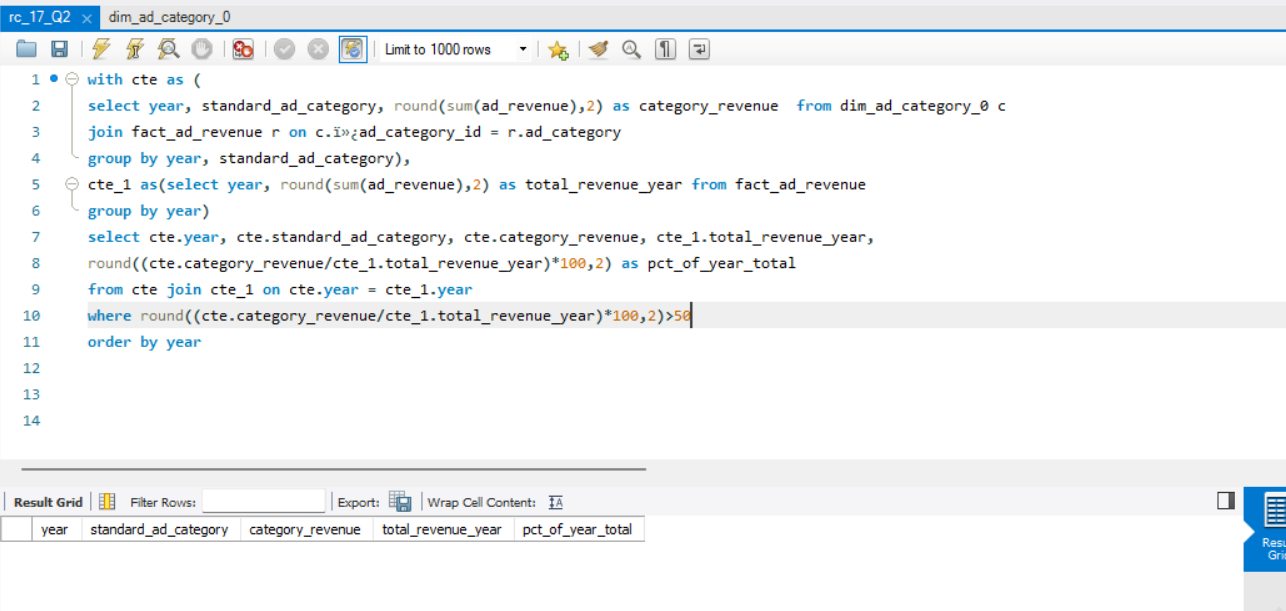 rc_17_Q2 × dim_ad_category_0
Limit to 1000 rows
1 with cte as (
2 select year, standard_ad_category, round(sum(ad_revenue),2) as category_revenue  from dim_ad_category_0 c
3 join fact_ad_revenue r on c.ï»¿ad_category_id = r.ad_category
4 group by year, standard_ad_category),
5 cte_1 as(select year, round(sum(ad_revenue),2) as total_revenue_year from fact_ad_revenue
6 group by year)
7 select cte.year, cte.standard_ad_category, cte.category_revenue, cte_1.total_revenue_year,
8 round((cte.category_revenue/cte_1.total_revenue_year)*100,2) as pct_of_year_total
9 from cte join cte_1 on cte.year = cte_1.year
10 where round((cte.category_revenue/cte_1.total_revenue_year)*100,2)>50
11 order by year
12
13
14
Result Grid Filter Rows: Export: Wrap Cell Content: IA
year standard_ad_category category_revenue total_revenue_year pct_of_year_total
Resu
Grid